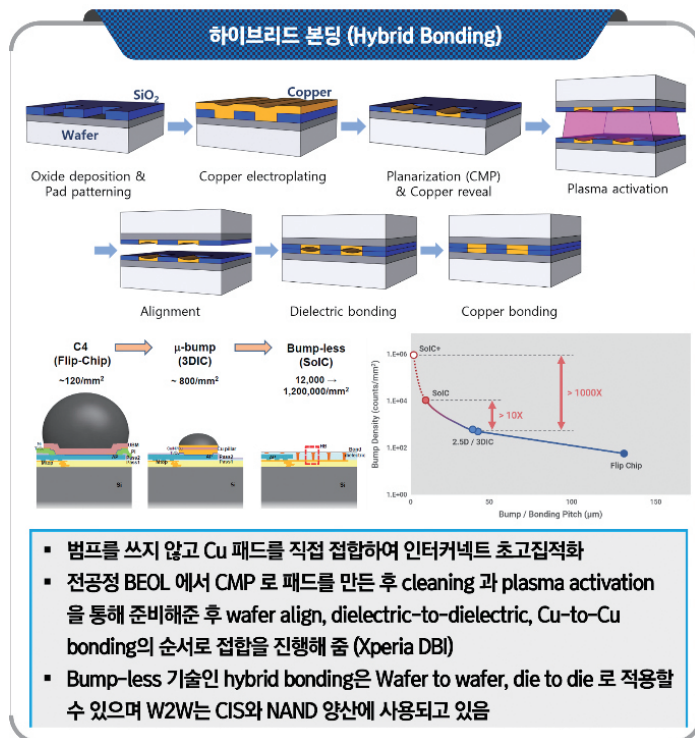 하이브리드 본딩 (Hybrid Bonding)
SiO₂
Wafer
Copper
Oxide deposition &
Pad patterning
Copper electroplating
Planarization (CMP)
& Copper reveal
Plasma activation
Alignment
Dielectric bonding
Copper bonding
C4
(Flip-Chip)
~120/mm²
μ-bump
(3DIC)
~ 800/mm²
Bump-less
(SoIC)
12,000 →
1,200,000/mm²
Si
Si
Si
Bump Density (counts/mm²)
1.E+06
1.E+04
1.E+02
1.E+00
SoIC+
SoIC
> 10X
> 1000X
2.5D / 3DIC
Flip Chip
0
50
100
150
Bump / Bonding Pitch (μm)
▪ 범프를 쓰지 않고 Cu 패드를 직접 접합하여 인터커넥트 초고집적화
▪ 전공정 BEOL 에서 CMP 로 패드를 만든 후 cleaning 과 plasma activation
을 통해 준비해준 후 wafer align, dielectric-to-dielectric, Cu-to-Cu
bonding의 순서로 접합을 진행해 줌 (Xperia DBI)
▪ Bump-less 기술인 hybrid bonding은 Wafer to wafer, die to die 로 적용할
수 있으며 W2W는 CIS와 NAND 양산에 사용되고 있음